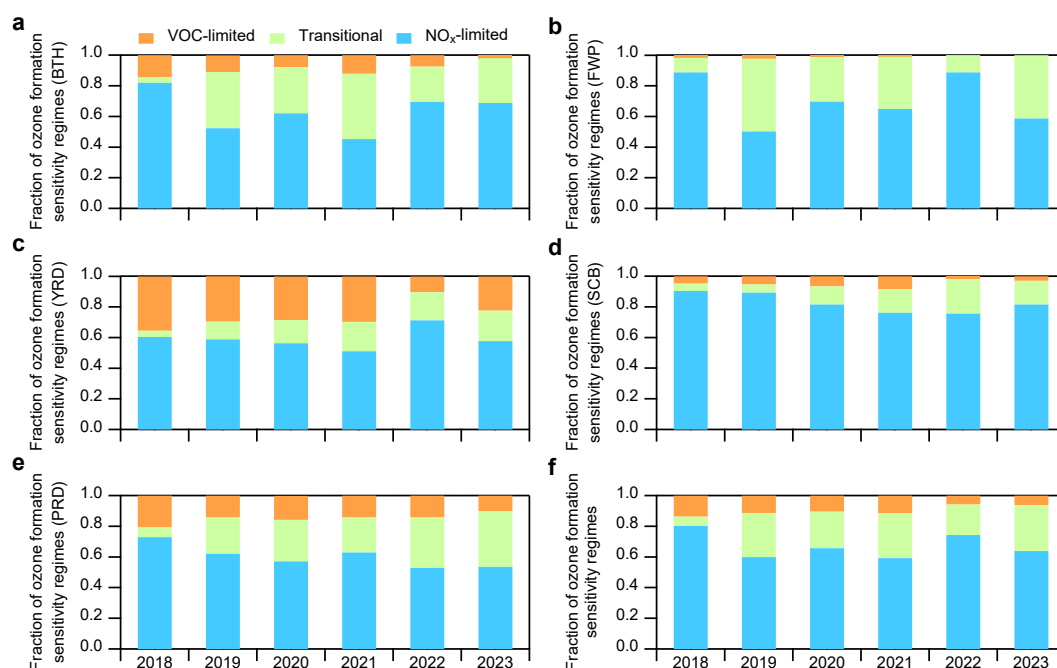 a
VOC-limited Transitional NOx-limited
Fraction of ozone formation
sensitivity regimes (BTH)
1.0
0.8
0.6
0.4
0.2
0.0
b
Fraction of ozone formation
sensitivity regimes (FWP)
1.0
0.8
0.6
0.4
0.2
0.0
c
Fraction of ozone formation
sensitivity regimes (YRD)
1.0
0.8
0.6
0.4
0.2
0.0
d
Fraction of ozone formation
sensitivity regimes (SCB)
1.0
0.8
0.6
0.4
0.2
0.0
e
Fraction of ozone formation
sensitivity regimes (PRD)
1.0
0.8
0.6
0.4
0.2
0.0
2018 2019 2020 2021 2022 2023
f
Fraction of ozone formation
sensitivity regimes
1.0
0.8
0.6
0.4
0.2
0.0
2018 2019 2020 2021 2022 2023